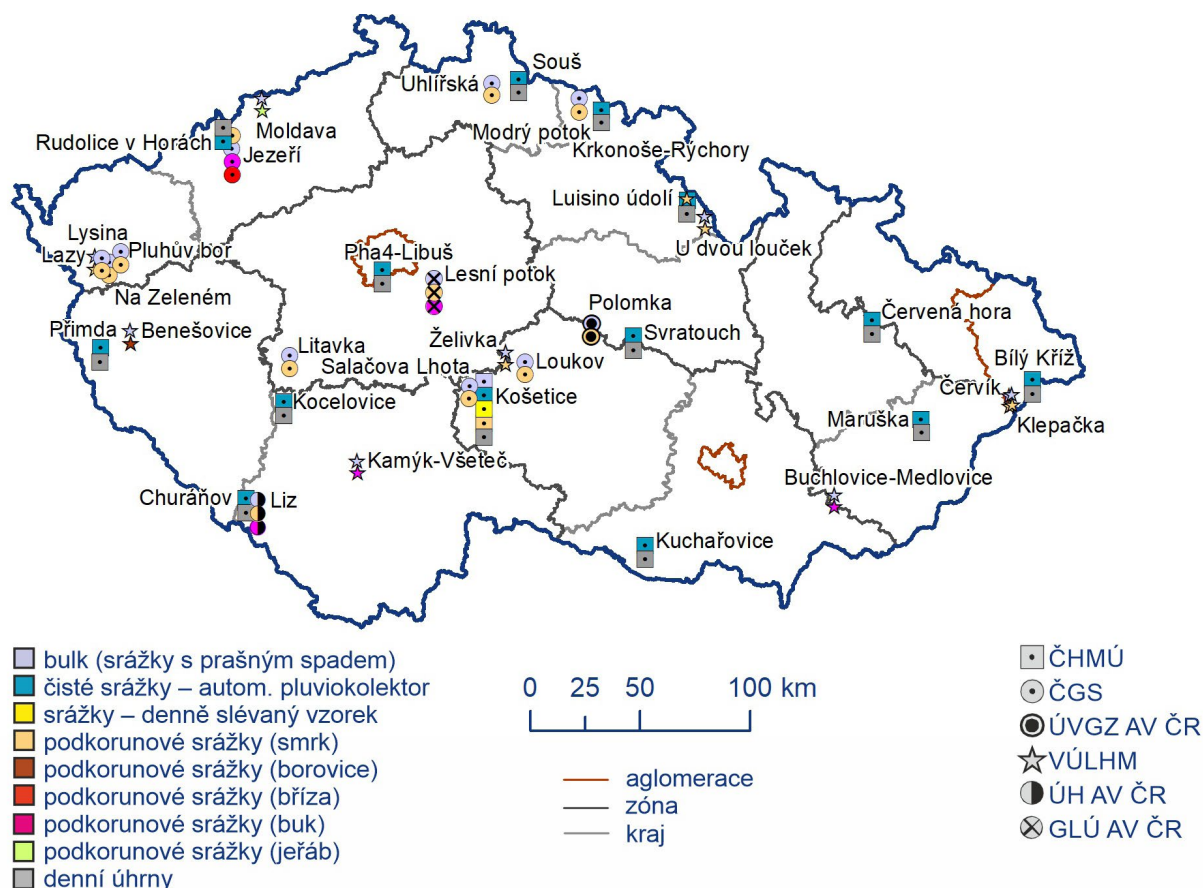 Souš
Uhlířská
Moldava
Modrý potok
Rudolice v Horách
Jezeří
Krkonoše-Rýchory
Luisino údolí
Lysina
Lazy
Pluhův bor
U dvou louček
Pha4-Libuš
Lesní potok
Na Zeleném
Polomka
Červená hora
Přimda
Benešovice
Želivka
Svratouch
Litavka
Loukov
Salačova Lhota
Bílý Kříž
Košetice
Červík
Kocelovice
Maruška
Klepačka
Kamýk-Všeteč
Buchlovice-Medlovice
Churáňov
Liz
Kuchařovice
bulk (srážky s prašným spadem)
čisté srážky – autom. pluviokolektor
srážky – denně slévaný vzorek
podkorunové srážky (smrk)
podkorunové srážky (borovice)
podkorunové srážky (bříza)
podkorunové srážky (buk)
podkorunové srážky (jeřáb)
denní úhrny
0 25 50 100 km
aglomerace
zóna
kraj
ČHMÚ
ČGS
ÚVGZ AV ČR
VÚLHM
ÚH AV ČR
GLÚ AV ČR